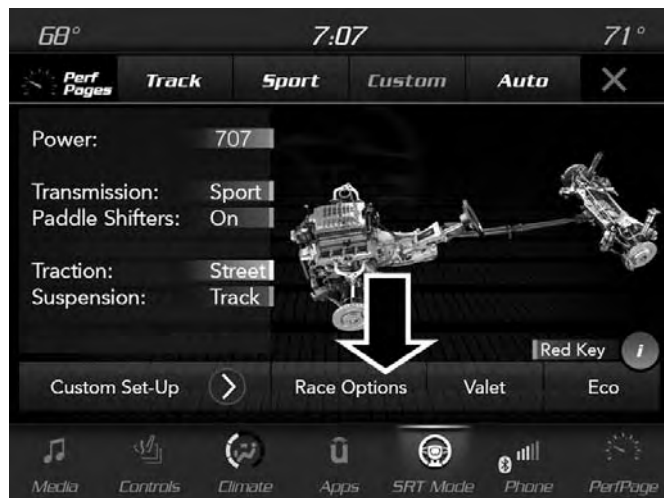 68° 7:07 71°
Perf Pages Track Sport Custom Auto X
Power: 707
Transmission: Sport
Paddle Shifters: On
Traction: Street
Suspension: Track
Red Key i
Custom Set-Up Race Options Valet Eco
Media Controls Climate Apps SRT Mode Phone PerfPage